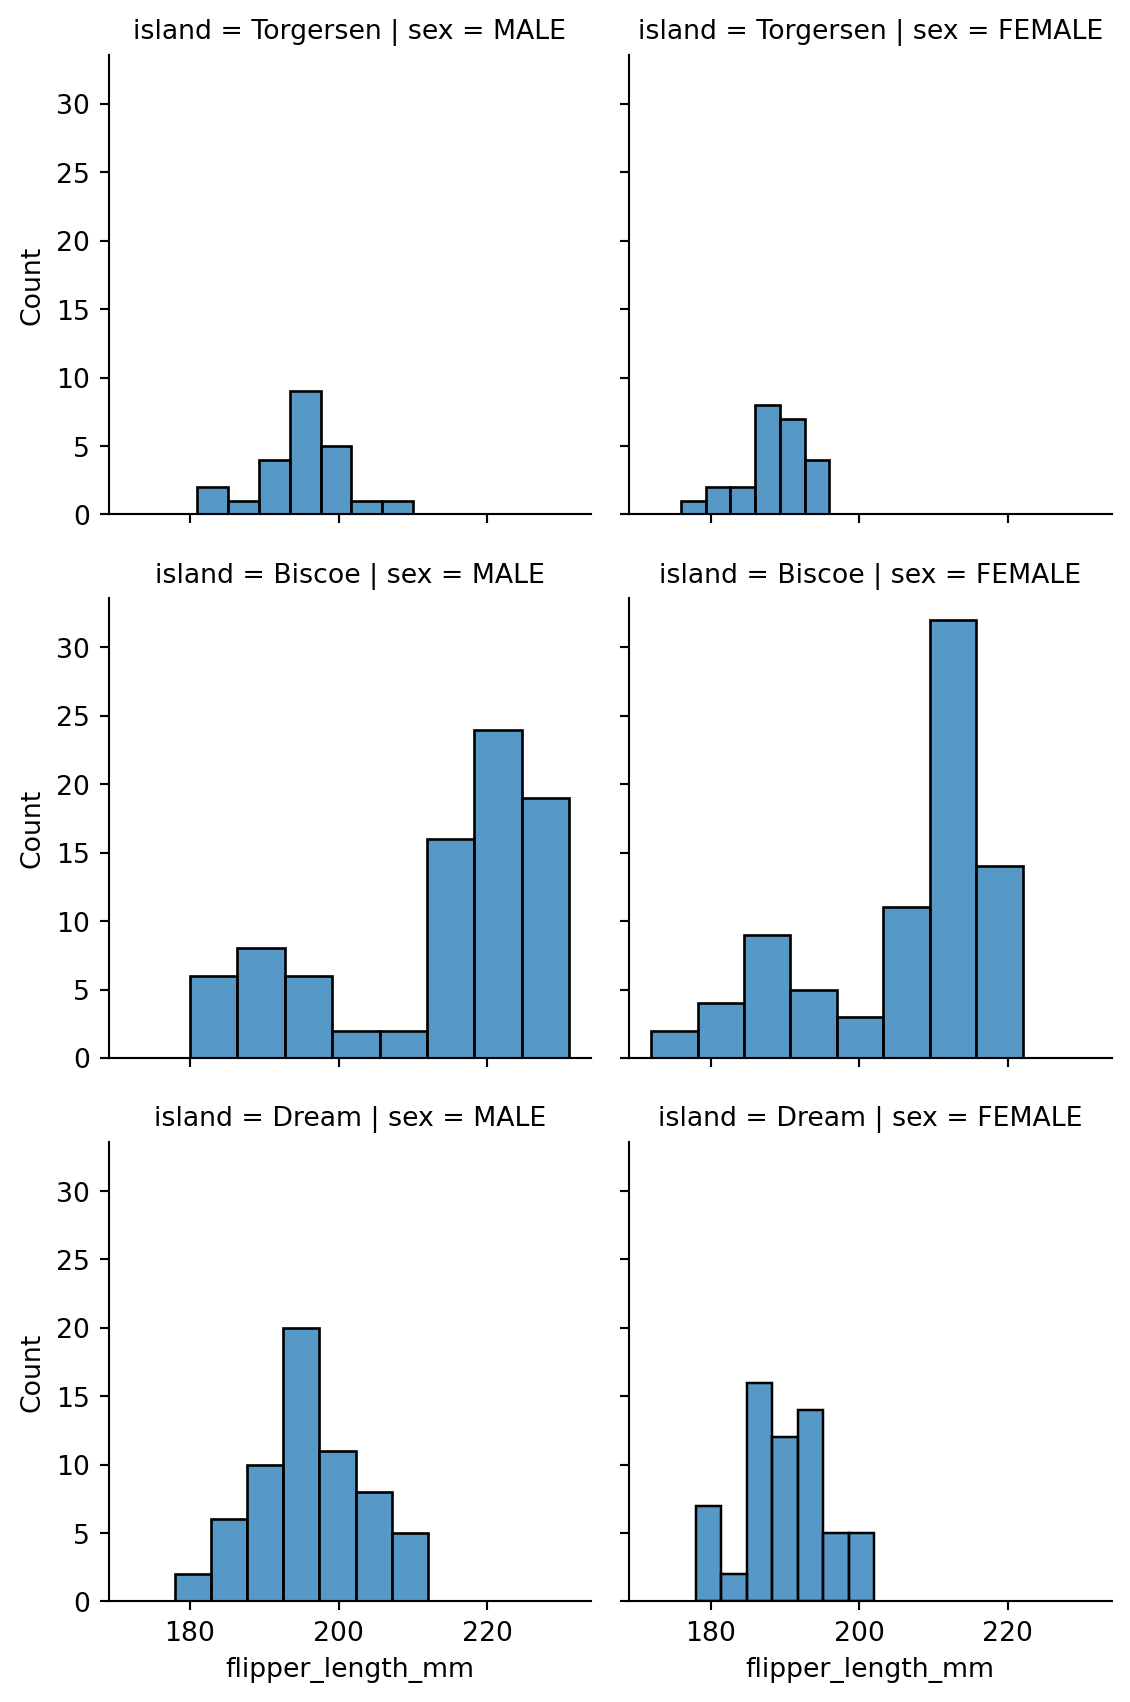 island = Torgersen | sex = MALE
island = Torgersen | sex = FEMALE
30
25
20
15
10
5
0
Count
island = Biscoe | sex = MALE
island = Biscoe | sex = FEMALE
30
25
20
15
10
5
0
Count
island = Dream | sex = MALE
island = Dream | sex = FEMALE
30
25
20
15
10
5
0
Count
180 200 220
180 200 220
flipper_length_mm
flipper_length_mm